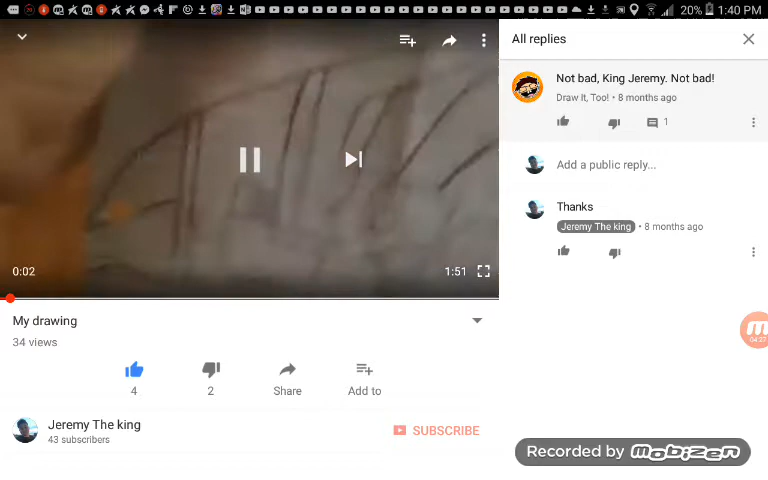 20% 1:40 PM
0:02
1:51
My drawing
34 views
4
2
Share
Add to
Jeremy The king
43 subscribers
SUBSCRIBE
All replies
Not bad, King Jeremy. Not bad!
Draw It, Too! • 8 months ago
1
Add a public reply...
Thanks
Jeremy The king • 8 months ago
04:27
Recorded by mobizen